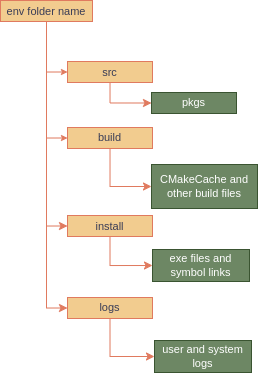 env folder name
src
pkgs
build
CMakeCache and
other build files
install
exe files and
symbol links
logs
user and system
logs